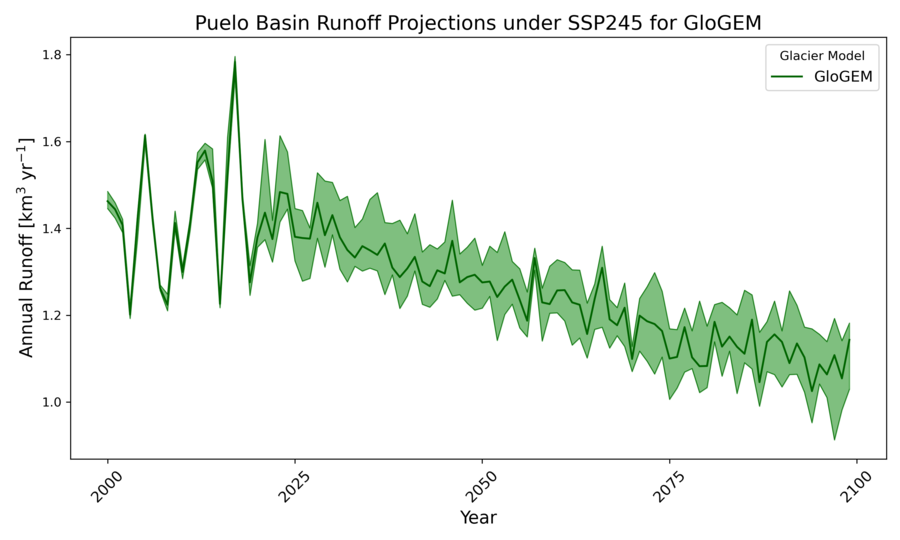 Puelo Basin Runoff Projections under SSP245 for GloGEM
Glacier Model
GloGEM
1.8
1.6
1.4
1.2
1.0
Annual Runoff [km³ yr⁻¹]
2000
2025
2050
2075
2100
Year